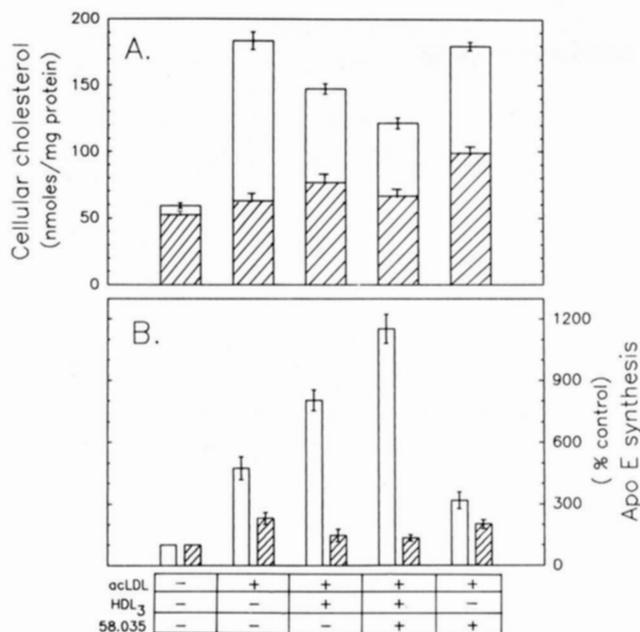 A.
200
150
100
50
0
Cellular cholesterol
(nmoles/mg protein)
B.
1200
900
600
300
0
( % control)
Apo E synthesis
acLDL − + + + +
HDL3 − − + + −
58.035 − − − + +